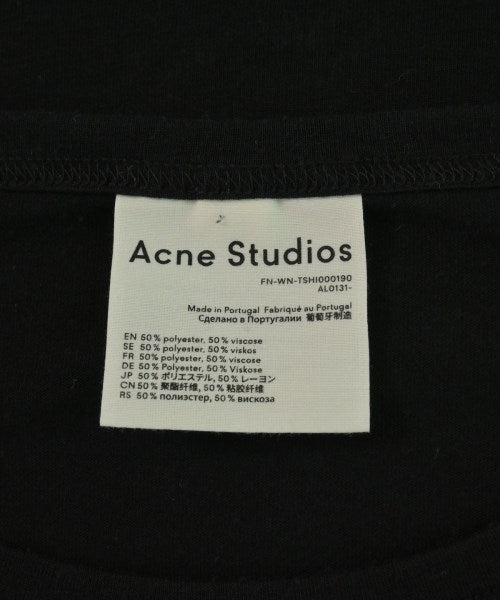 Acne Studios
FN-WN-TSHI000190
AL0131-
Made in Portugal Fabriqué au Portugal
Сделано в Португалии 葡萄牙制造
EN 50% polyester, 50% viscose
SE 50% polyester, 50% viskos
FR 50% polyester, 50% viscose
DE 50% Polyester, 50% Viskose
JP 50% ポリエステル, 50% レーヨン
CN 50% 聚酯纤维, 50% 粘胶纤维
RS 50% полиэстер, 50% вискоза